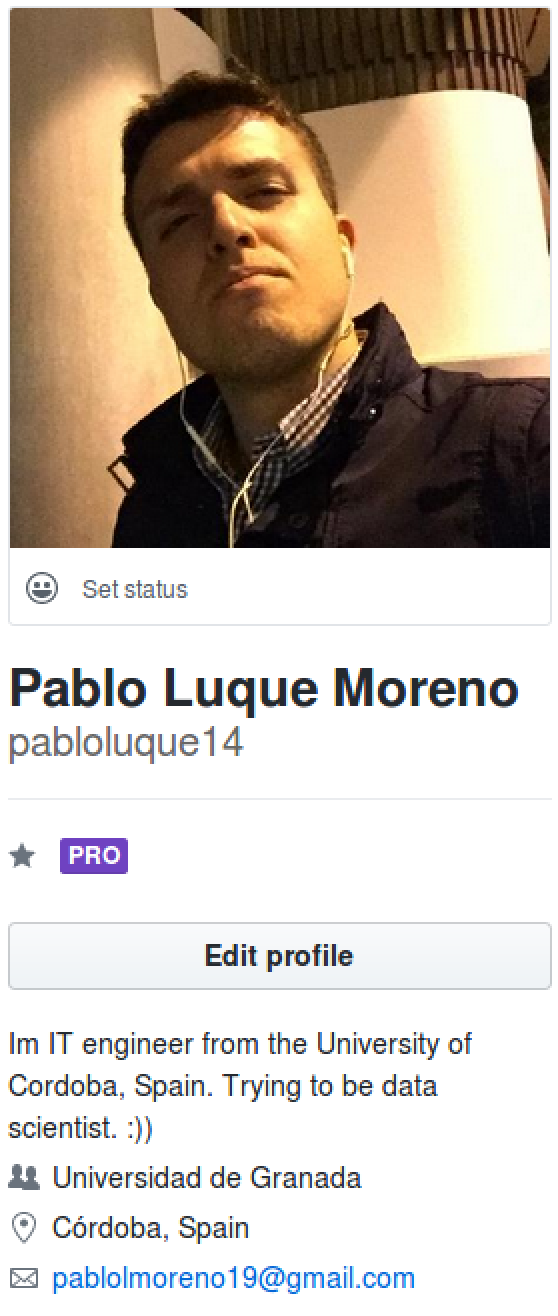 Set status
Pablo Luque Moreno
pabloluque14
PRO
Edit profile
Im IT engineer from the University of
Cordoba, Spain. Trying to be data
scientist. :))
Universidad de Granada
Córdoba, Spain
pablolmoreno19@gmail.com